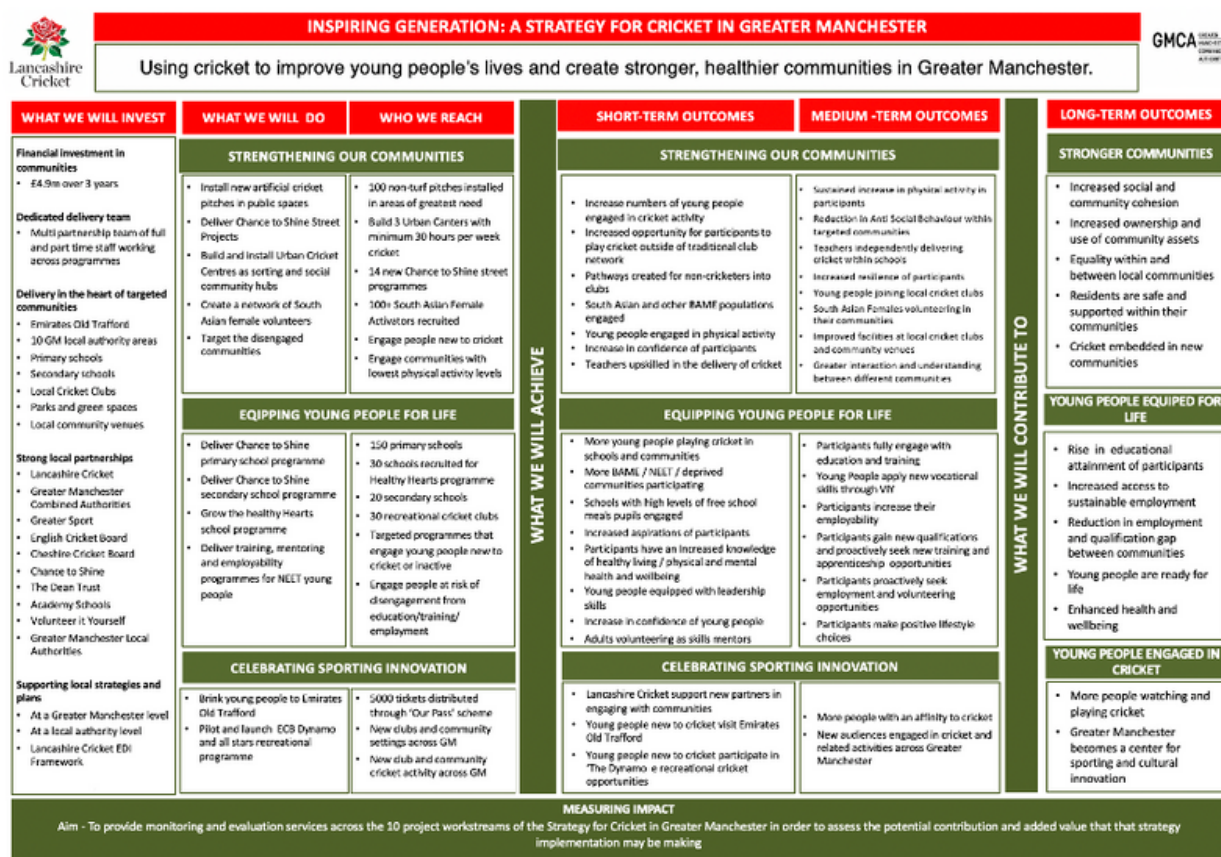 INSPIRING GENERATION: A STRATEGY FOR CRICKET IN GREATER MANCHESTER
Lancashire
Cricket
GMCA
Using cricket to improve young people's lives and create stronger, healthier communities in Greater Manchester.
WHAT WE WILL INVEST
Financial investment in
communities
• £4.9m over 3 years
Dedicated delivery team
• Multi partnership team of full
and part time staff working
across programmes
Delivery in the heart of targeted
communities
• Emirates Old Trafford
• 10 GM local authority areas
• Primary schools
• Secondary schools
• Local Cricket Clubs
• Parks and green spaces
• Local community venues
Strong local partnerships
• Lancashire Cricket
• Greater Manchester
Combined Authorities
• Greater Sport
• English Cricket Board
• Cheshire Cricket Board
• Chance to Shine
• The Dean Trust
• Academy Schools
• Volunteer it Yourself
• Greater Manchester Local
Authorities
Supporting local strategies and
plans
• At a Greater Manchester level
• At a local authority level
• Lancashire Cricket EDI
Framework
WHAT WE WILL DO
WHO WE REACH
STRENGTHENING OUR COMMUNITIES
• Install new artificial cricket
pitches in public spaces
• Deliver Chance to Shine Street
Projects
• Build and install Urban Cricket
Centres as sorting and social
community hubs
• Create a network of South
Asian female volunteers
• Target the disengaged
communities
• 100 non-turf pitches installed
in areas of greatest need
• Build 3 Urban Canters with
minimum 30 hours per week
cricket
• 14 new Chance to Shine street
programmes
• 100+ South Asian Female
Activators recruited
• Engage people new to cricket
• Engage communities with
lowest physical activity levels
EQIPPING YOUNG PEOPLE FOR LIFE
• Deliver Chance to Shine
primary school programme
• Deliver Chance to Shine
secondary school programme
• Grow the healthy Hearts
school programme
• Deliver training, mentoring
and employability
programmes for NEET young
people
• 150 primary schools
• 30 schools recruited for
Healthy Hearts programme
• 20 secondary schools
• 30 recreational cricket clubs
• Targeted programmes that
engage young people new to
cricket or inactive
• Engage people at risk of
disengagement from
education/training/
employment
CELEBRATING SPORTING INNOVATION
• Brink young people to Emirates
Old Trafford
• Pilot and launch ECB Dynamo
and all stars recreational
programme
• 5000 tickets distributed
through 'Our Pass' scheme
• New clubs and community
settings across GM
• New club and community
cricket activity across GM
WHAT WE WILL ACHIEVE
SHORT-TERM OUTCOMES
MEDIUM -TERM OUTCOMES
STRENGTHENING OUR COMMUNITIES
• Increase numbers of young people
engaged in cricket activity
• Increased opportunity for participants to
play cricket outside of traditional club
network
• Pathways created for non-cricketers into
clubs
• South Asian and other BAME populations
engaged
• Young people engaged in physical activity
• Increase in confidence of participants
• Teachers upskilled in the delivery of cricket
• Sustained increase in physical activity in
participants
• Reduction in Anti Social Behaviour within
targeted communities
• Teachers independently delivering
cricket within schools
• Increased resilience of participants
• Young people joining local cricket clubs
• South Asian Females volunteering in
their communities
• Improved facilities at local cricket clubs
and community venues
• Greater interaction and understanding
between different communities
EQUIPPING YOUNG PEOPLE FOR LIFE
• More young people playing cricket in
schools and communities
• More BAME / NEET / deprived
communities participating
• Schools with high levels of free school
meals pupils engaged
• Increased aspirations of participants
• Participants have an Increased knowledge
of healthy living / physical and mental
health and wellbeing
• Young people equipped with leadership
skills
• Increase in confidence of young people
• Adults volunteering as skills mentors
• Participants fully engage with
education and training
• Young People apply new vocational
skills through VIY
• Participants increase their
employability
• Participants gain new qualifications
and proactively seek new training and
apprenticeship opportunities
• Participants proactively seek
employment and volunteering
opportunities
• Participants make positive lifestyle
choices
CELEBRATING SPORTING INNOVATION
• Lancashire Cricket support new partners in
engaging with communities
• Young people new to cricket visit Emirates
Old Trafford
• Young people new to cricket participate in
'The Dynamo e recreational cricket
opportunities
• More people with an affinity to cricket
• New audiences engaged in cricket and
related activities across Greater
Manchester
WHAT WE WILL CONTRIBUTE TO
LONG-TERM OUTCOMES
STRONGER COMMUNITIES
• Increased social and
community cohesion
• Increased ownership and
use of community assets
• Equality within and
between local communities
• Residents are safe and
supported within their
communities
• Cricket embedded in new
communities
YOUNG PEOPLE EQUIPED FOR
LIFE
• Rise in educational
attainment of participants
• Increased access to
sustainable employment
• Reduction in employment
and qualification gap
between communities
• Young people are ready for
life
• Enhanced health and
wellbeing
YOUNG PEOPLE ENGAGED IN
CRICKET
• More people watching and
playing cricket
• Greater Manchester
becomes a center for
sporting and cultural
innovation
MEASURING IMPACT
Aim - To provide monitoring and evaluation services across the 10 project workstreams of the Strategy for Cricket in Greater Manchester in order to assess the potential contribution and added value that that strategy
implementation may be making